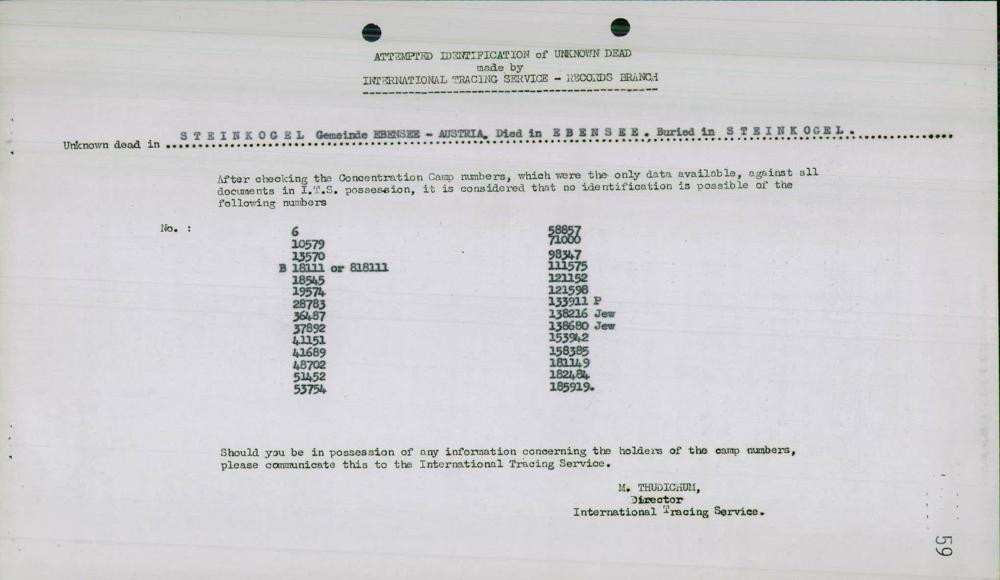 ATTEMPTED IDENTIFICATION of UNKNOWN DEAD
made by
INTERNATIONAL TRACING SERVICE - RECORDS BRANCH
Unknown dead in STEINKOGEL Gemeinde EBENSEE - AUSTRIA. Died in EBENSEE. Buried in STEINKOGEL.
After checking the Concentration Camp numbers, which were the only data available, against all
documents in I.T.S. possession, it is considered that no identification is possible of the
following numbers
No. :
6
10579
13570
B 18111 or 818111
18545
19574
28783
36487
37892
41151
41689
48702
51452
53754
58857
71000
98347
111575
121152
121598
133911 P
138216 Jew
138680 Jew
153942
158385
181149
182484
185919.
Should you be in possession of any information concerning the holders of the camp numbers,
please communicate this to the International Tracing Service.
M. THUDICHUM,
Director
International Tracing Service.
59